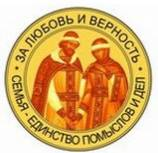 ЗА ЛЮБОВЬ И ВЕРНОСТЬ
СЕМЬЯ - ЕДИНСТВО ПОМЫСЛОВ И ДЕЛ